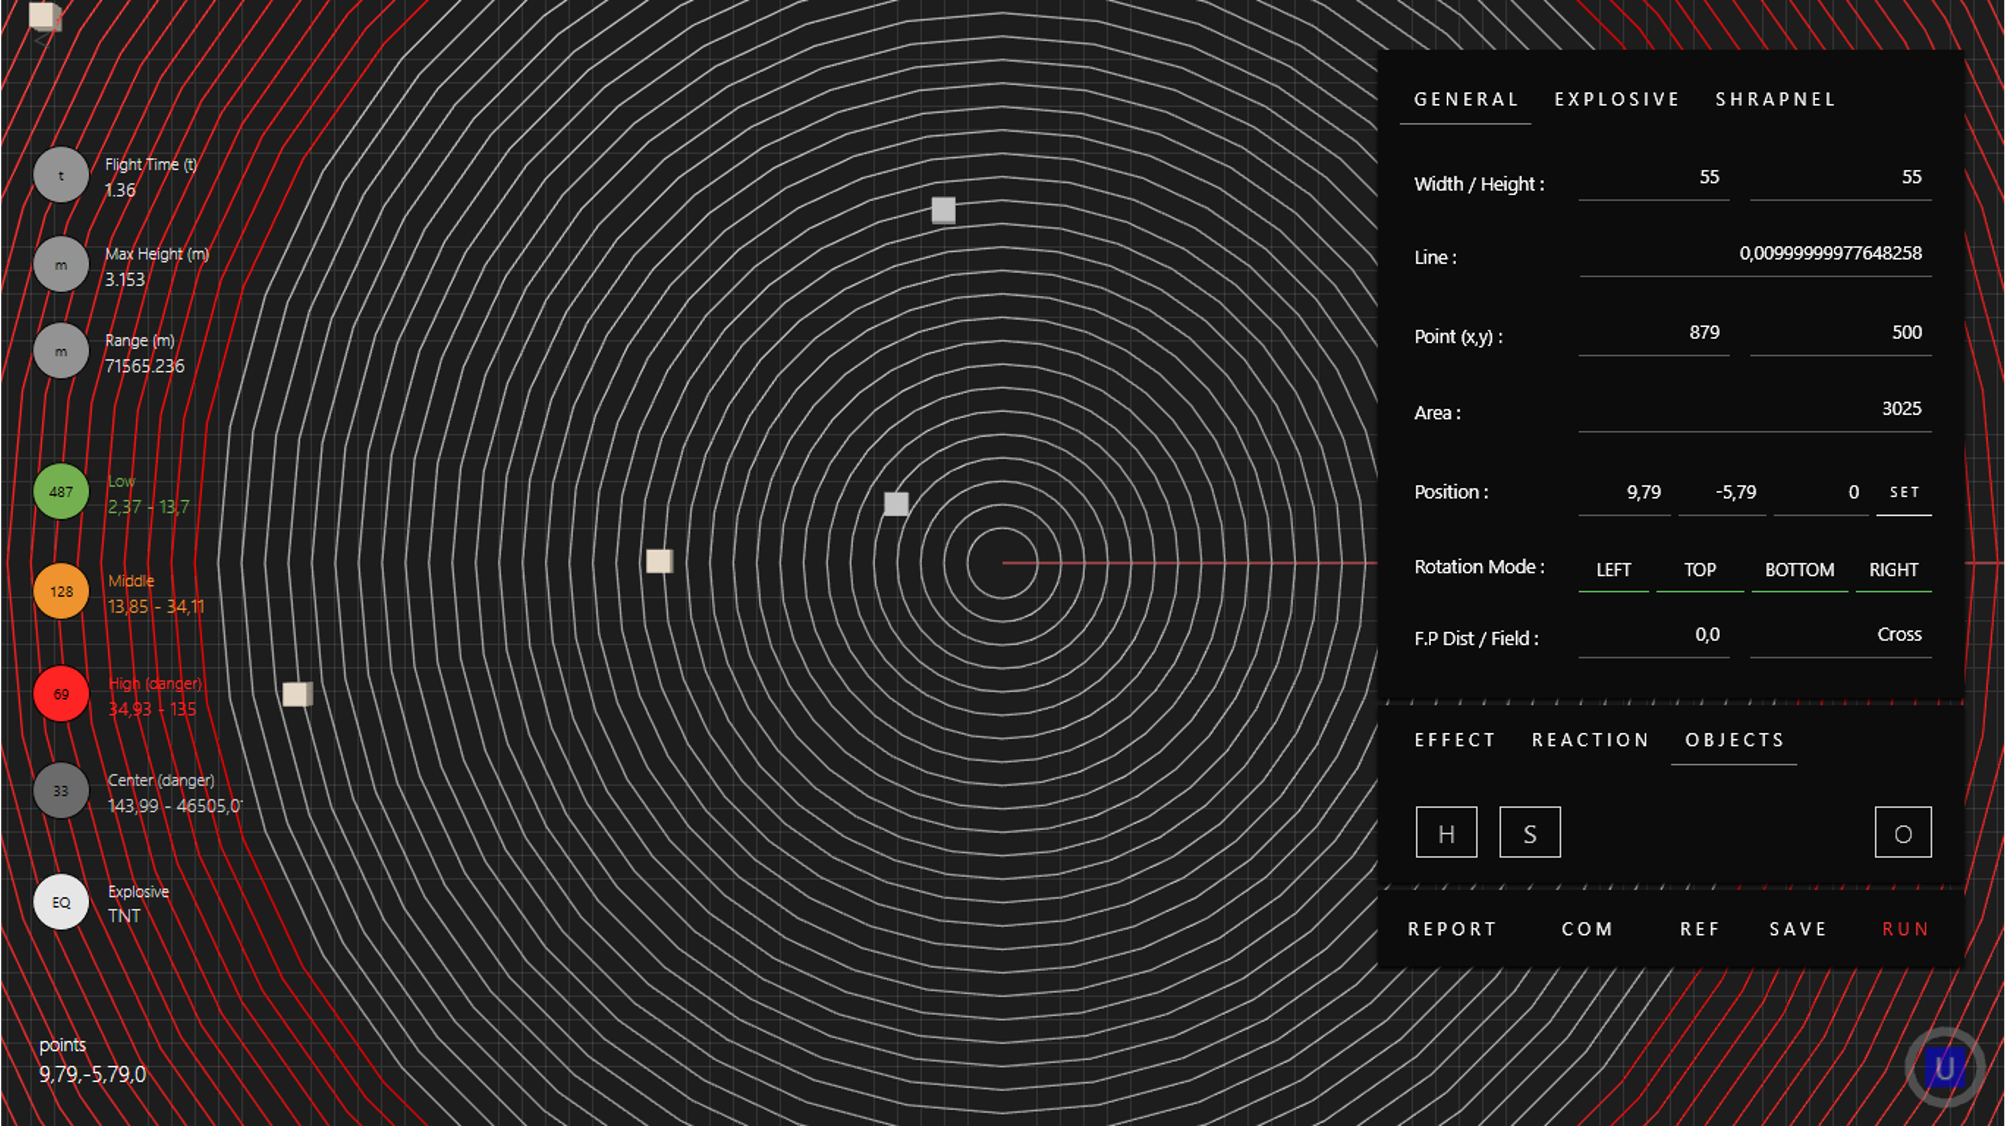 t
Flight Time (t)
1.36
m
Max Height (m)
3.153
m
Range (m)
71565.236
487
Low
2,37 - 13,7
128
Middle
13,85 - 34,11
69
High (danger)
34,93 - 135
33
Center (danger)
143,99 - 46505,0
EQ
Explosive
TNT
points
9,79,-5,79,0
GENERAL EXPLOSIVE SHRAPNEL
Width / Height : 55 55
Line : 0,00999999977648258
Point (x,y) : 879 500
Area : 3025
Position : 9,79 -5,79 0 SET
Rotation Mode : LEFT TOP BOTTOM RIGHT
F.P Dist / Field : 0,0 Cross
EFFECT REACTION OBJECTS
H S O
REPORT COM REF SAVE RUN
U